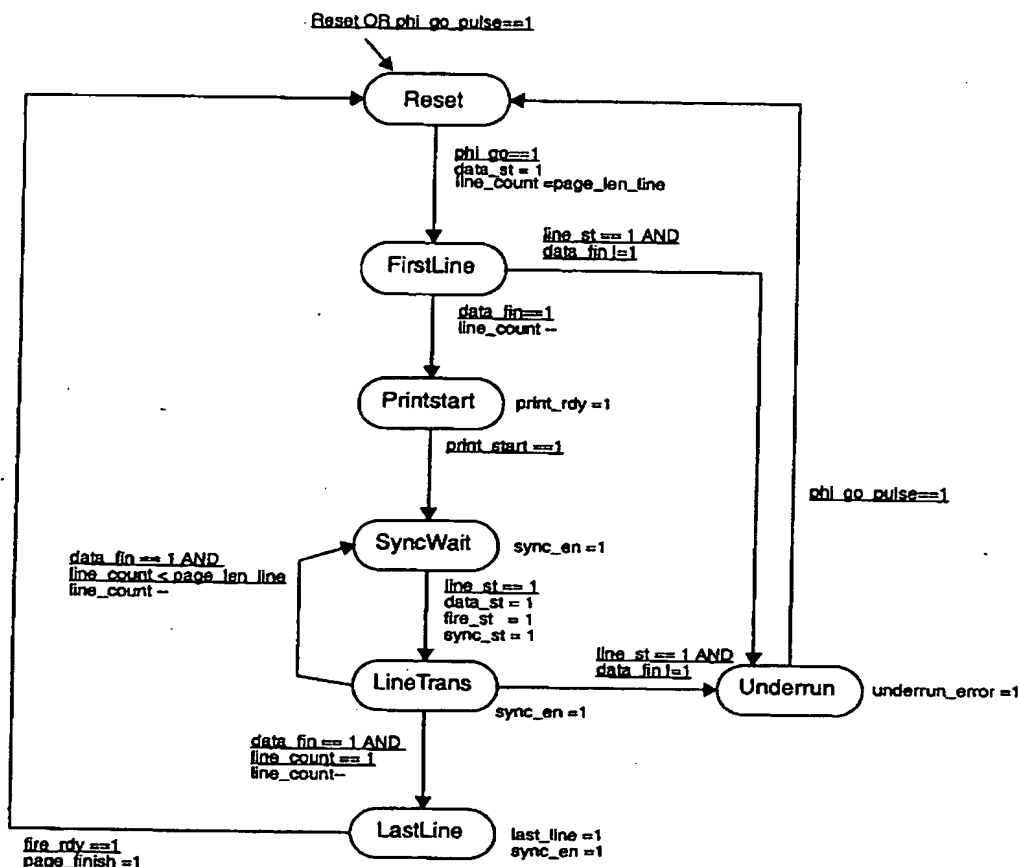 Reset OR phi_go_pulse==1
Reset
phi_go==1
data_st = 1
line_count =page_len_line
line_st == 1 AND
data_fin !=1
FirstLine
data_fin==1
line_count --
Printstart
print_rdy =1
print_start ==1
phi_go_pulse==1
SyncWait
sync_en =1
data_fin == 1 AND
line_count < page_len_line
line_count --
line_st == 1
data_st = 1
fire_st = 1
sync_st = 1
line_st == 1 AND
data_fin !=1
LineTrans
sync_en =1
Underrun
underrun_error =1
data_fin == 1 AND
line_count == 1
line_count--
LastLine
last_line =1
sync_en =1
fire_rdy ==1
page_finish =1